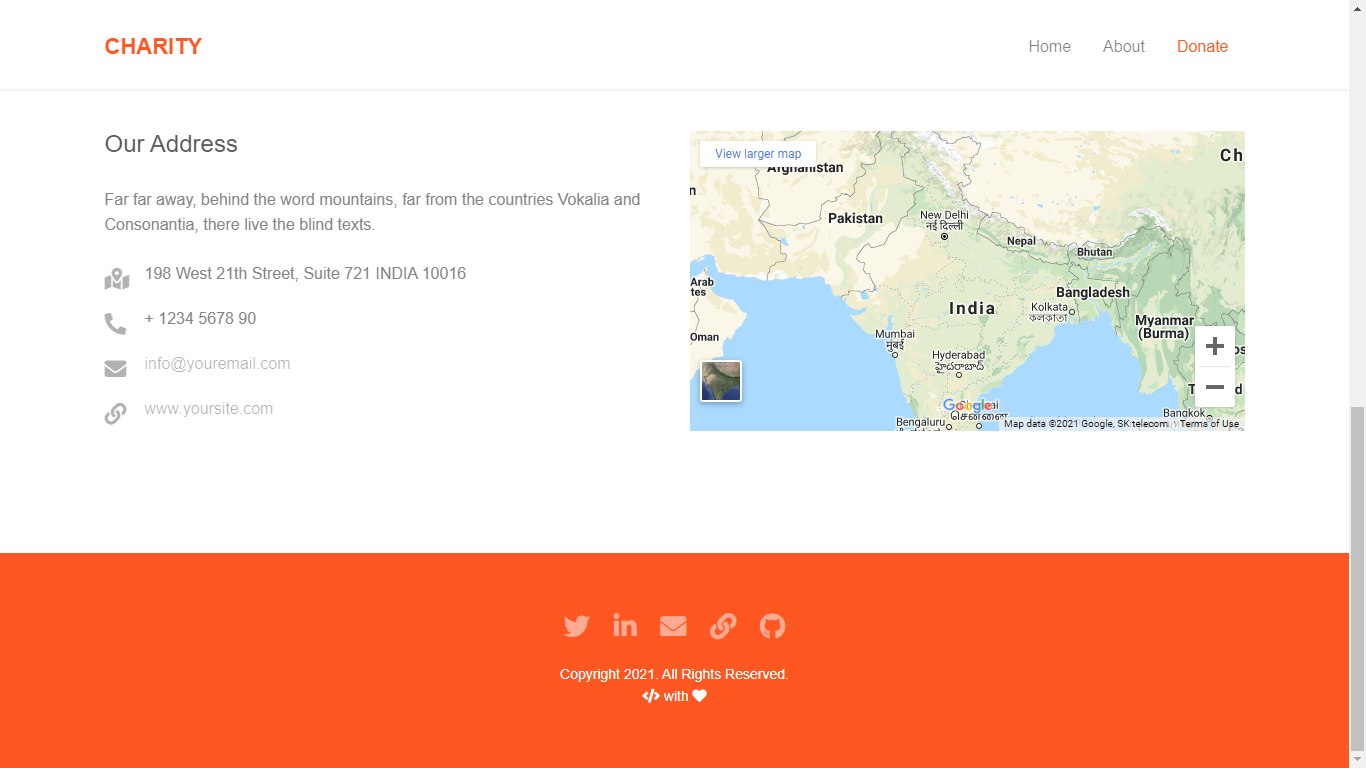 CHARITY
Home About Donate
Our Address
Far far away, behind the word mountains, far from the countries Vokalia and
Consonantia, there live the blind texts.
198 West 21th Street, Suite 721 INDIA 10016
+ 1234 5678 90
info@youremail.com
www.yoursite.com
View larger map
Afghanistan
Pakistan
New Delhi
नई दिल्ली
Nepal
Bhutan
Bangladesh
India
Kolkata
কলকাতা
Myanmar
(Burma)
Oman
Mumbai
मुंबई
Hyderabad
హైదరాబాద్
Google
சென்னை
Bengaluru
Bangkok
Map data ©2021 Google, SK telecom
Terms of Use
Copyright 2021. All Rights Reserved.
with